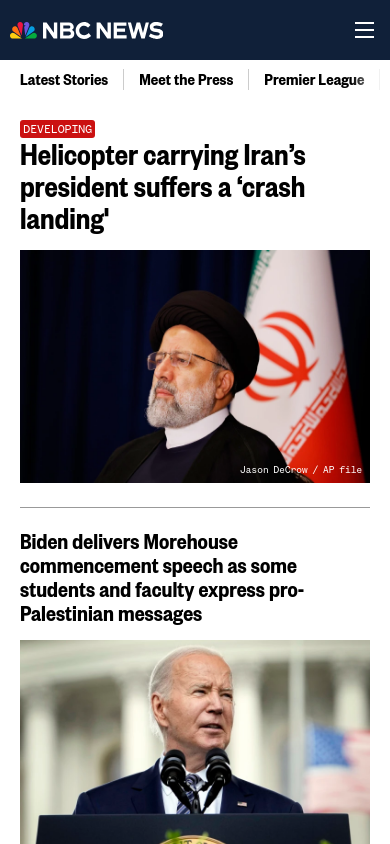 NBC NEWS
Latest Stories
Meet the Press
Premier League
DEVELOPING
Helicopter carrying Iran’s
president suffers a ‘crash
landing'
Jason DeCrow / AP file
Biden delivers Morehouse
commencement speech as some
students and faculty express pro-
Palestinian messages